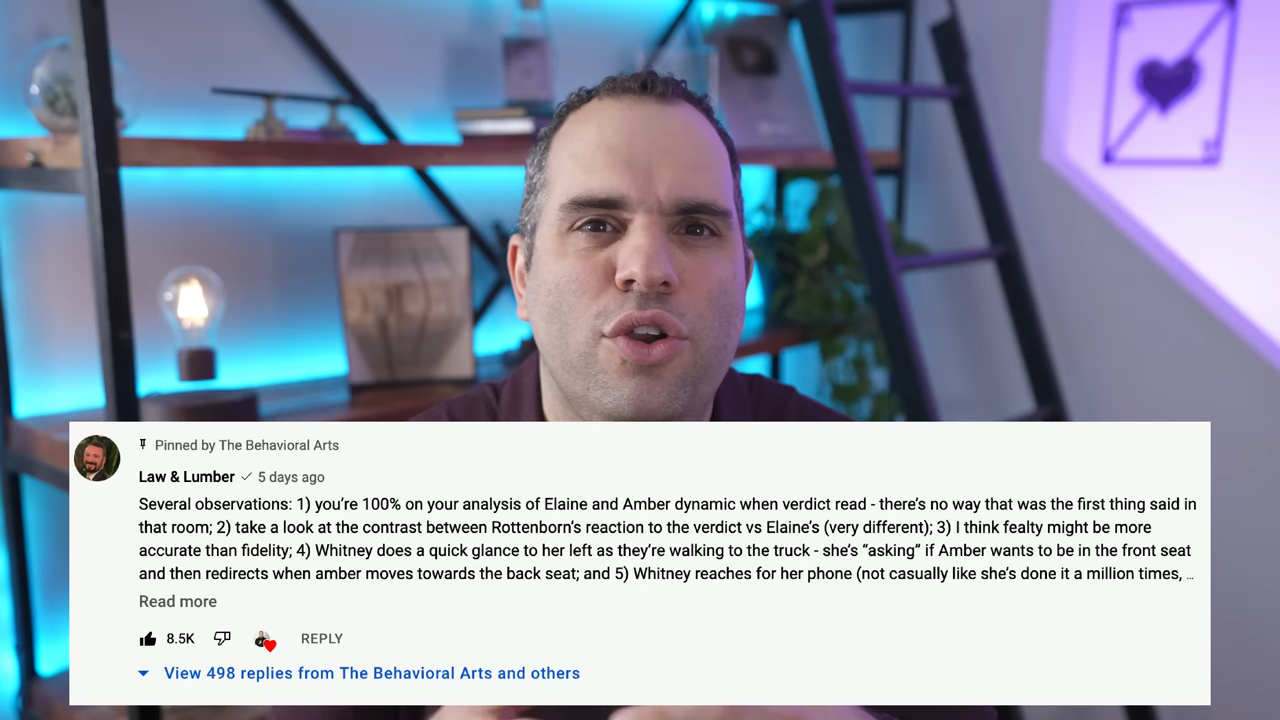 Pinned by The Behavioral Arts
Law & Lumber 5 days ago
Several observations: 1) you’re 100% on your analysis of Elaine and Amber dynamic when verdict read - there’s no way that was the first thing said in
that room; 2) take a look at the contrast between Rottenborn’s reaction to the verdict vs Elaine’s (very different); 3) I think fealty might be more
accurate than fidelity; 4) Whitney does a quick glance to her left as they’re walking to the truck - she’s “asking” if Amber wants to be in the front seat
and then redirects when amber moves towards the back seat; and 5) Whitney reaches for her phone (not casually like she’s done it a million times, ...
Read more
8.5K REPLY
View 498 replies from The Behavioral Arts and others